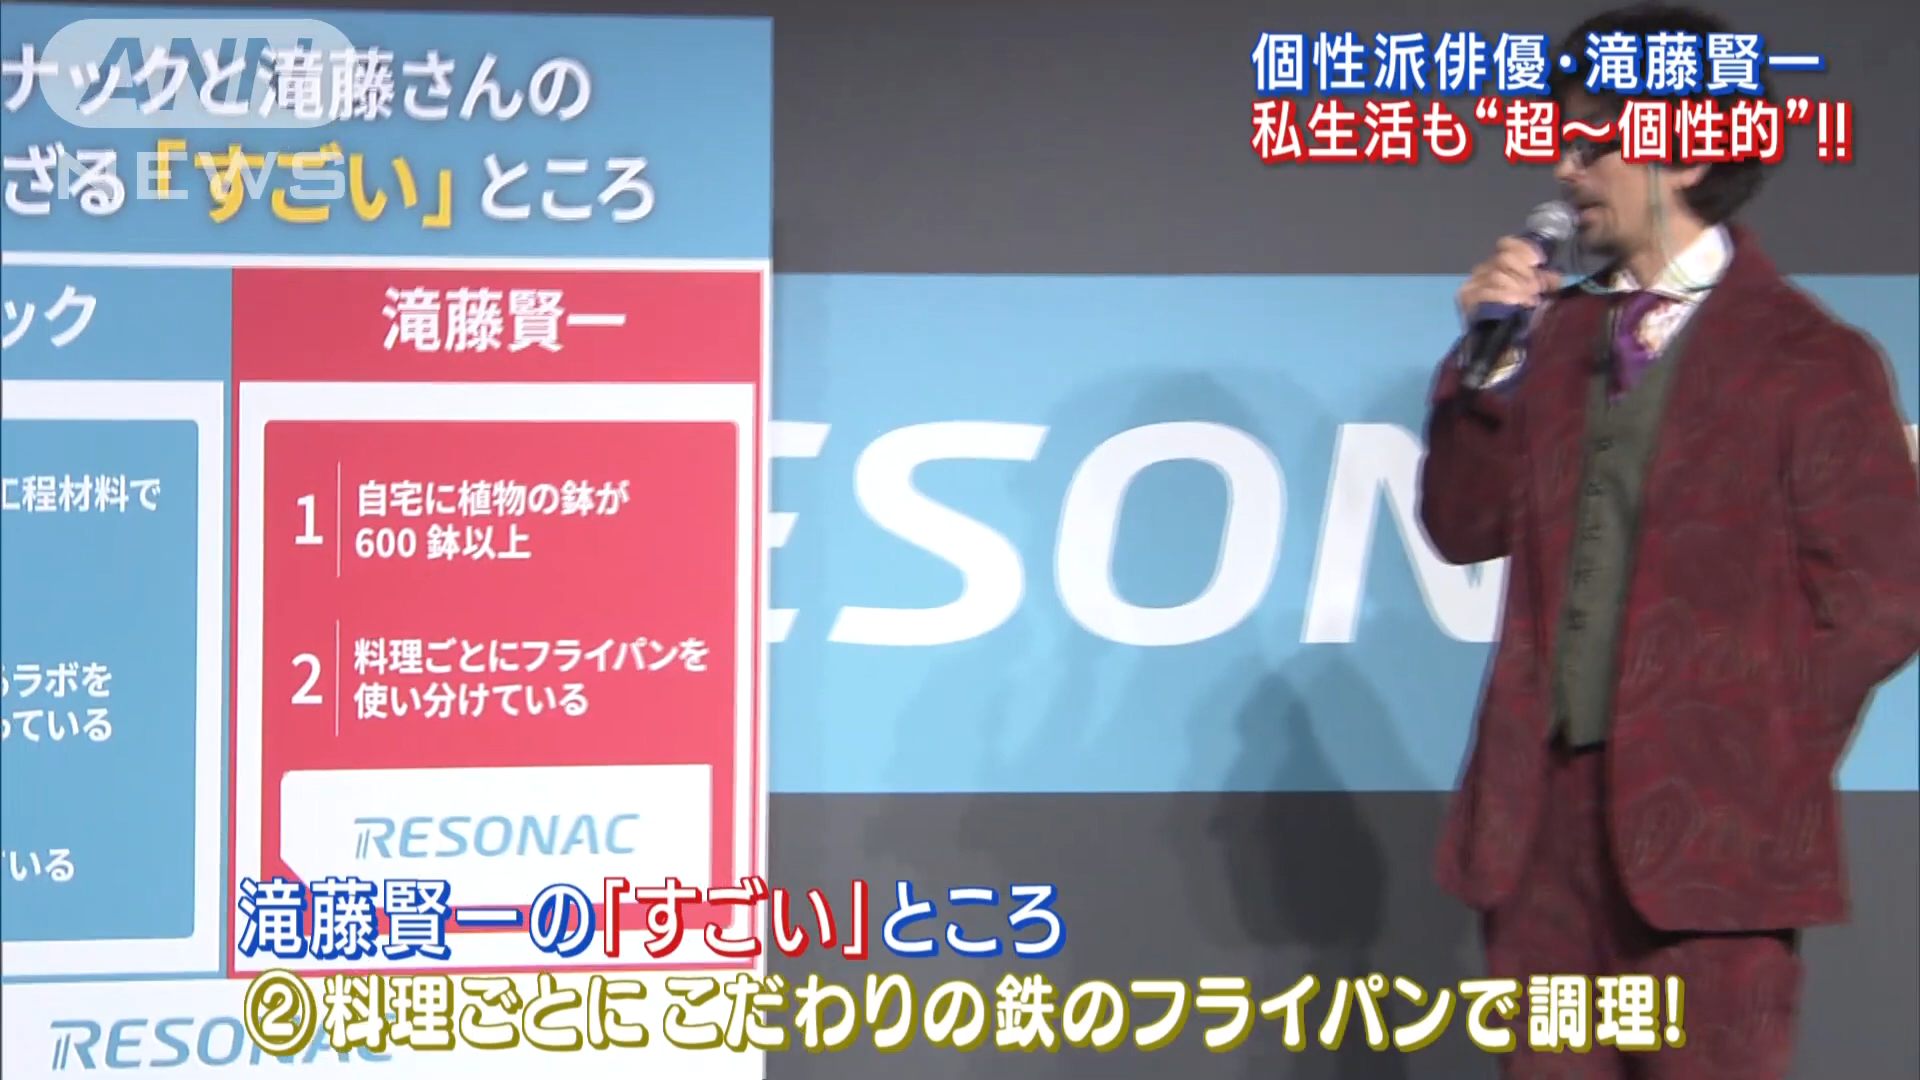 ANN
NEWS
個性派俳優・滝藤賢一
私生活も“超～個性的”!!
ナックと滝藤さんの
ざる「すごい」ところ
ック
滝藤賢一
工程材料で
1 自宅に植物の鉢が
600 鉢以上
ラボを
っている
2 料理ごとにフライパンを
使い分けている
いる
RESONAC
RESONAC
ESON
滝藤賢一の「すごい」ところ
②料理ごとにこだわりの鉄のフライパンで調理!